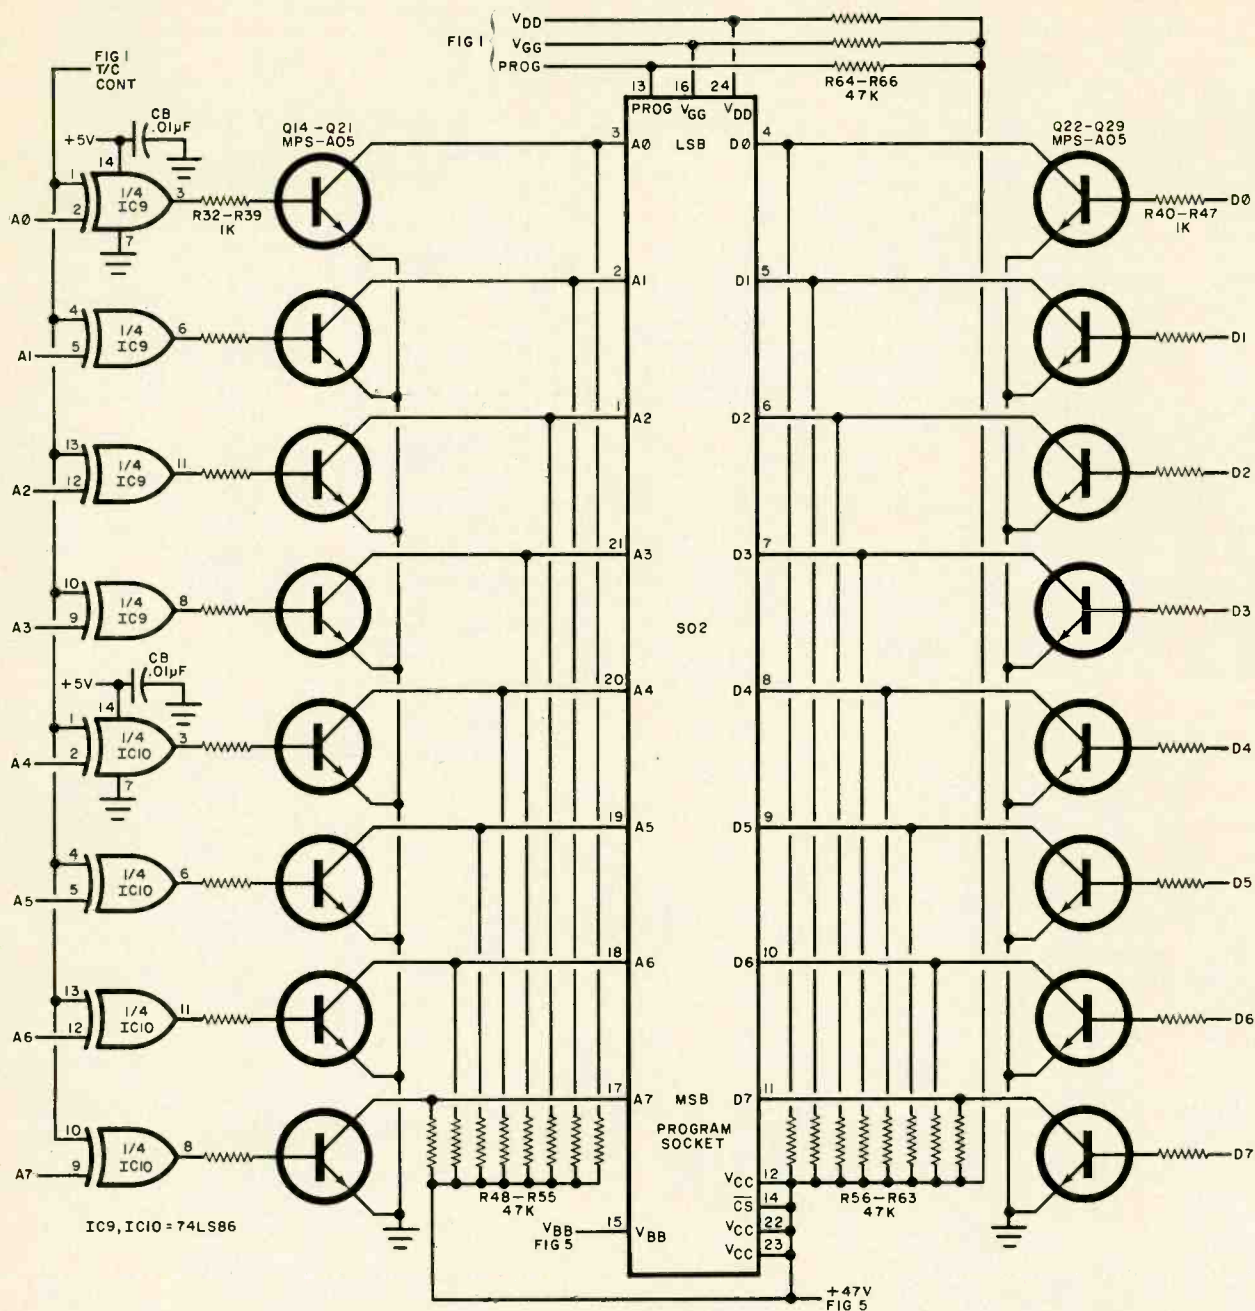 FIG 1
T/C
CONT
FIG 1
VDD
VGG
PROG
R64-R66
47K
13
16
24
PROG
VGG
VDD
CB
.01µF
+5V
14
1
2
A0
1/4
IC9
3
7
R32-R39
1K
Q14-Q21
MPS-A05
3
A0
LSB
D0
4
Q22-Q29
MPS-A05
R40-R47
1K
D0
4
5
A1
1/4
IC9
6
2
A1
D1
5
D1
13
12
A2
1/4
IC9
11
1
A2
D2
6
D2
10
9
A3
1/4
IC9
8
21
A3
D3
7
D3
SO2
CB
.01µF
+5V
14
1
2
A4
1/4
IC10
3
7
20
A4
D4
8
D4
4
5
A5
1/4
IC10
6
19
A5
D5
9
D5
13
12
A6
1/4
IC10
11
18
A6
D6
10
D6
10
9
A7
1/4
IC10
8
17
A7
MSB
D7
11
D7
PROGRAM
SOCKET
R48-R55
47K
R56-R63
47K
VCC
12
CS
14
VCC
22
VCC
23
VBB
FIG 5
15
VBB
IC9, IC10 = 74LS86
+47V
FIG 5